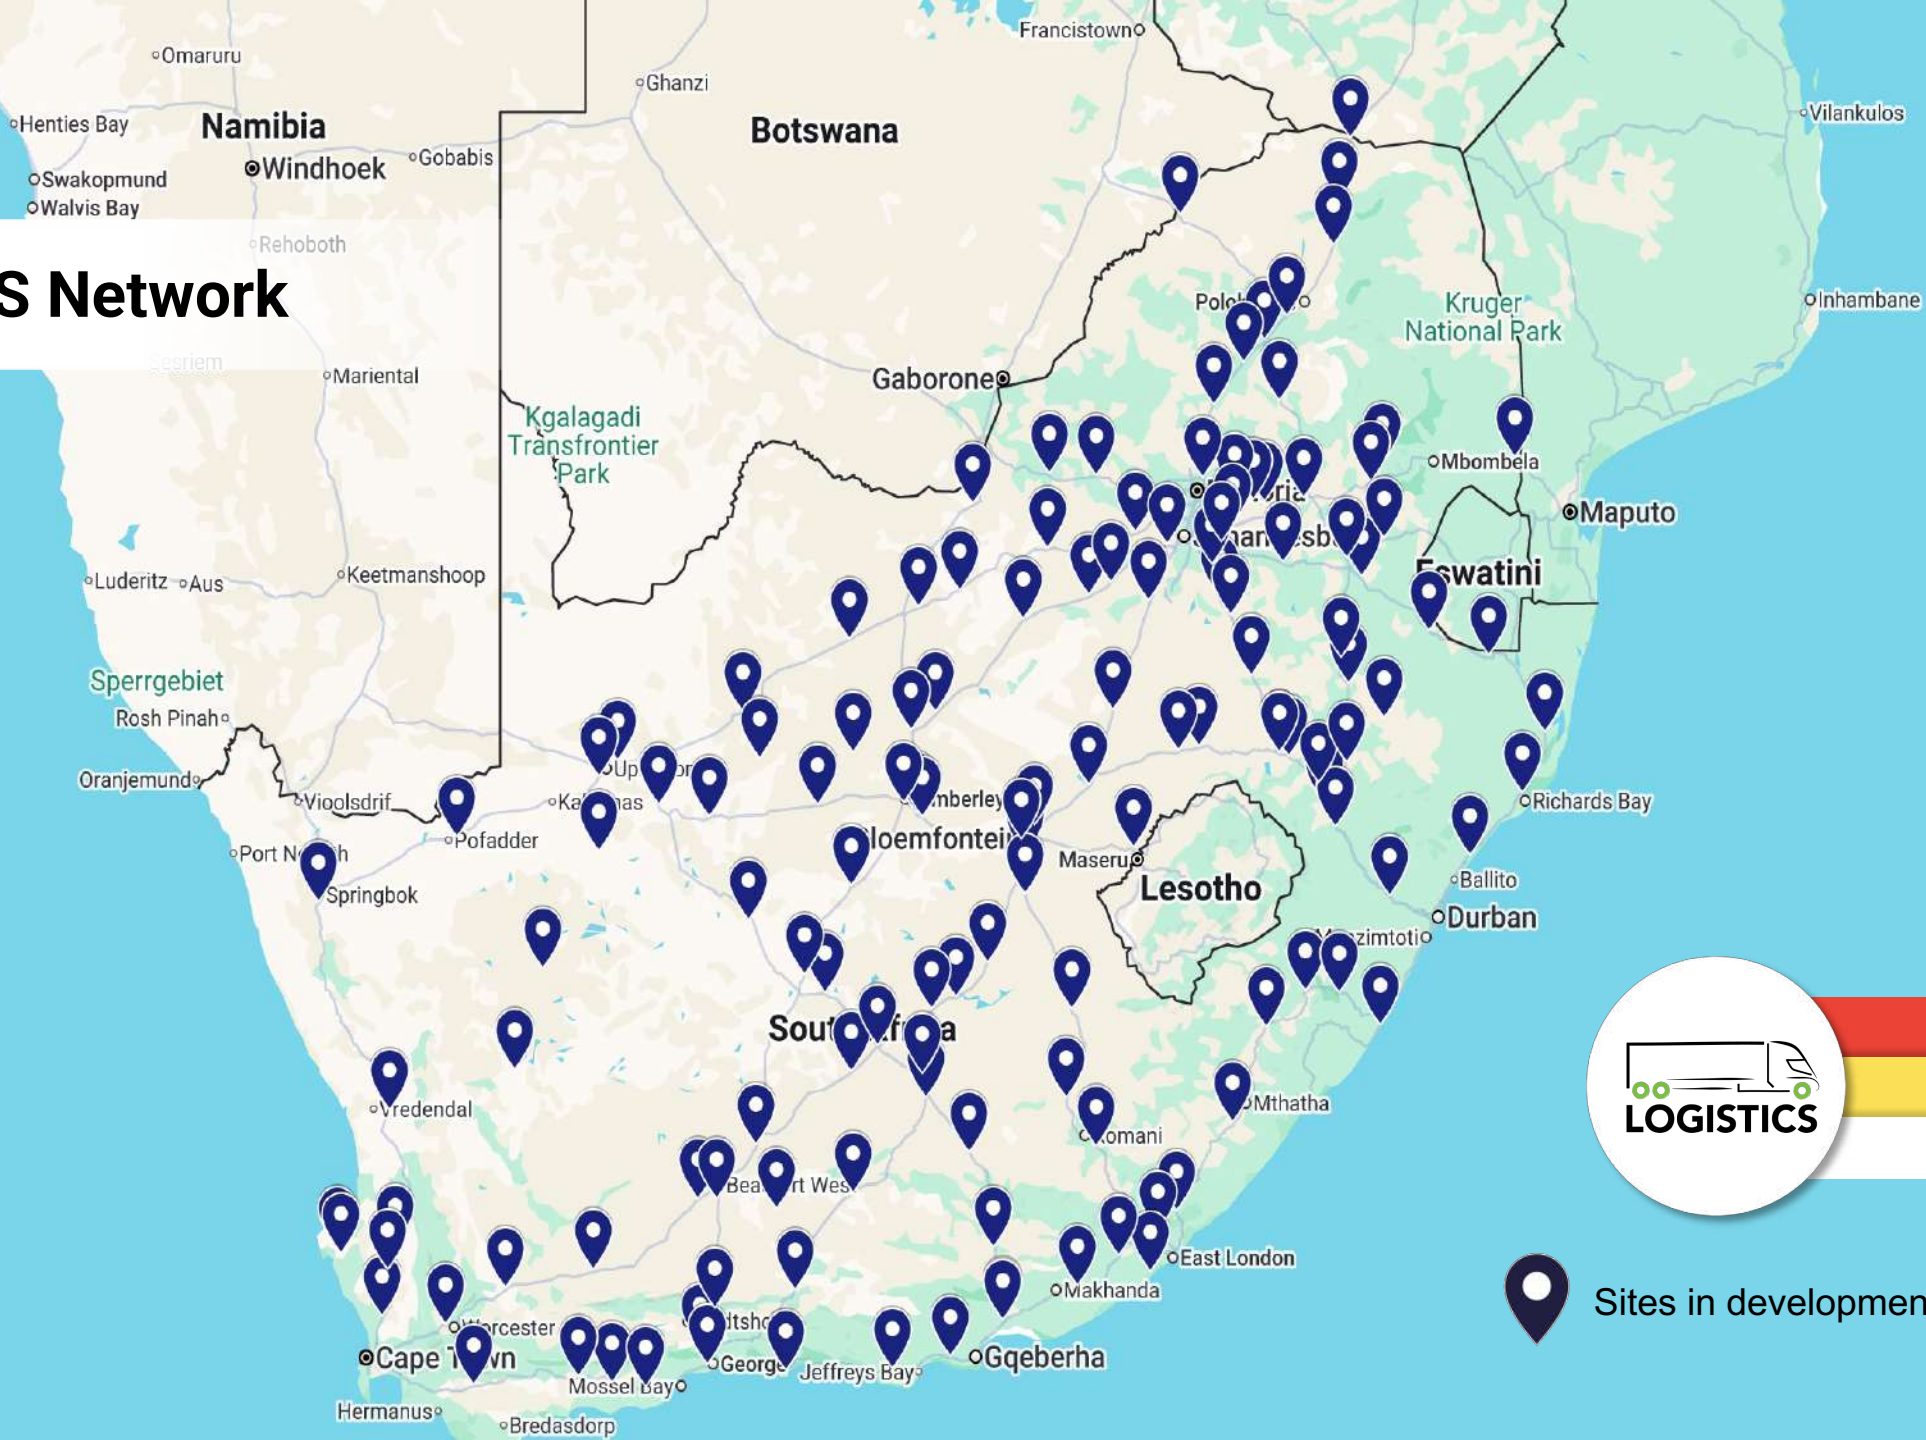 Francistown
Omaruru
Ghanzi
Henties Bay
Namibia
Botswana
Vilankulos
Windhoek
Gobabis
Swakopmund
Walvis Bay
Rehoboth
S Network
Kruger
National Park
Inhambane
Sesriem
Mariental
Gaborone
Kgalagadi
Transfrontier
Park
Mbombela
Maputo
Luderitz
Aus
Keetmanshoop
Eswatini
Sperrgebiet
Rosh Pinah
Oranjemund
Vioolsdrif
Richards Bay
Pofadder
Maseru
Lesotho
Springbok
Ballito
Durban
Vredendal
Mthatha
LOGISTICS
East London
Makhanda
Sites in developmen
Cape
George
Jeffreys Bay
Gqeberha
Mossel Bay
Hermanus
Bredasdorp